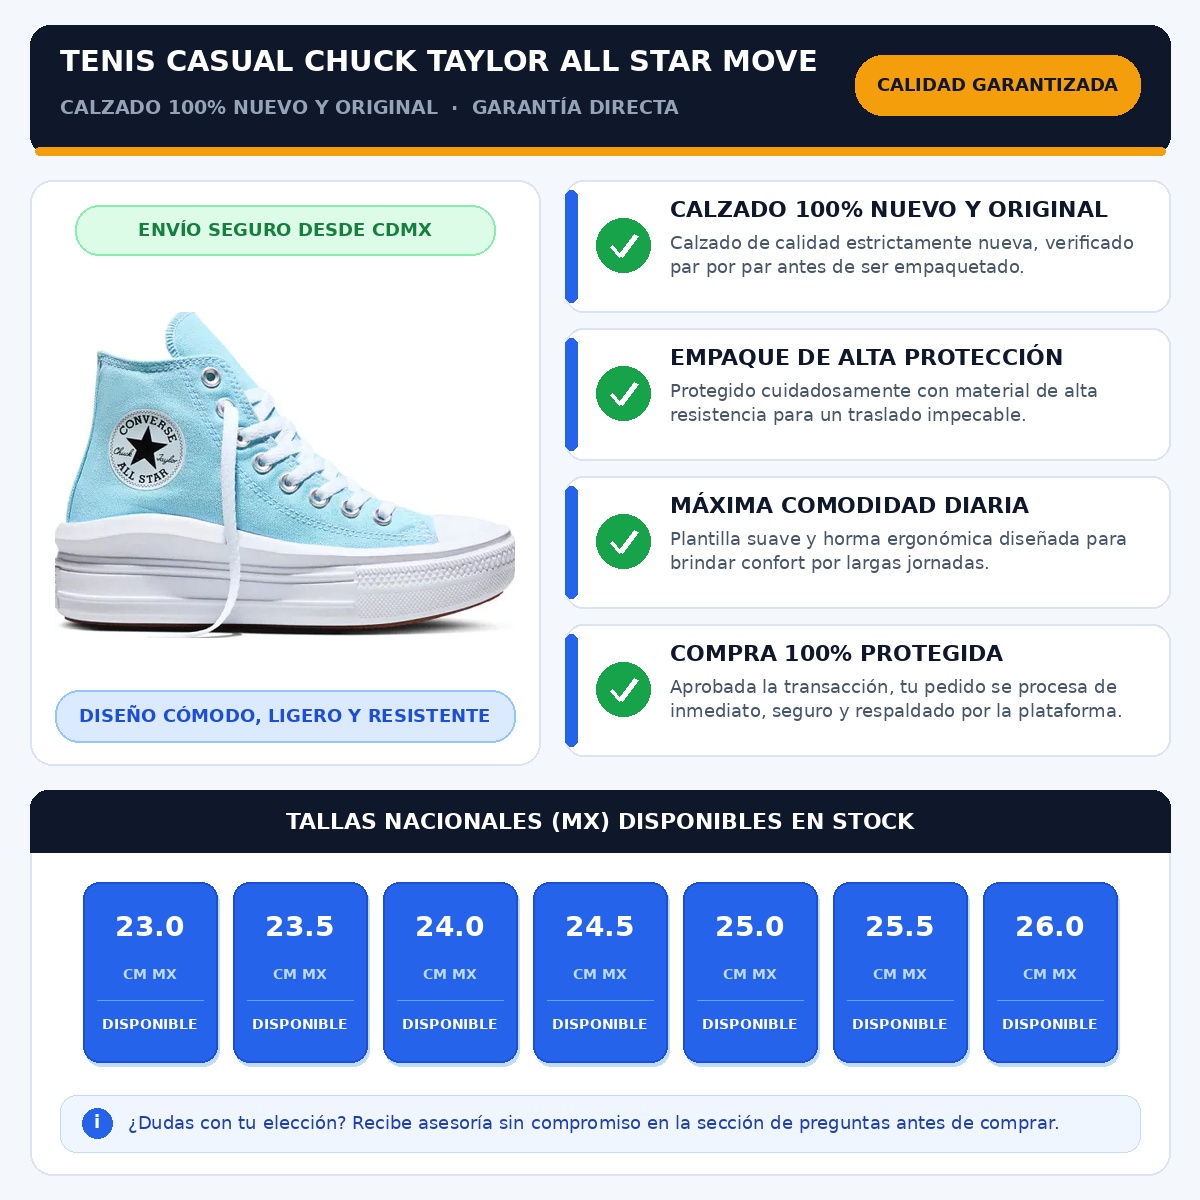 TENIS CASUAL CHUCK TAYLOR ALL STAR MOVE
CALZADO 100% NUEVO Y ORIGINAL · GARANTÍA DIRECTA
CALIDAD GARANTIZADA
ENVÍO SEGURO DESDE CDMX
CONVERSE
Chuck Taylor
ALL STAR
DISEÑO CÓMODO, LIGERO Y RESISTENTE
CALZADO 100% NUEVO Y ORIGINAL
Calzado de calidad estrictamente nueva, verificado
par por par antes de ser empaquetado.
EMPAQUE DE ALTA PROTECCIÓN
Protegido cuidadosamente con material de alta
resistencia para un traslado impecable.
MÁXIMA COMODIDAD DIARIA
Plantilla suave y horma ergonómica diseñada para
brindar confort por largas jornadas.
COMPRA 100% PROTEGIDA
Aprobada la transacción, tu pedido se procesa de
inmediato, seguro y respaldado por la plataforma.
TALLAS NACIONALES (MX) DISPONIBLES EN STOCK
23.0 23.5 24.0 24.5 25.0 25.5 26.0
CM MX CM MX CM MX CM MX CM MX CM MX CM MX
DISPONIBLE DISPONIBLE DISPONIBLE DISPONIBLE DISPONIBLE DISPONIBLE DISPONIBLE
i ¿Dudas con tu elección? Recibe asesoría sin compromiso en la sección de preguntas antes de comprar.